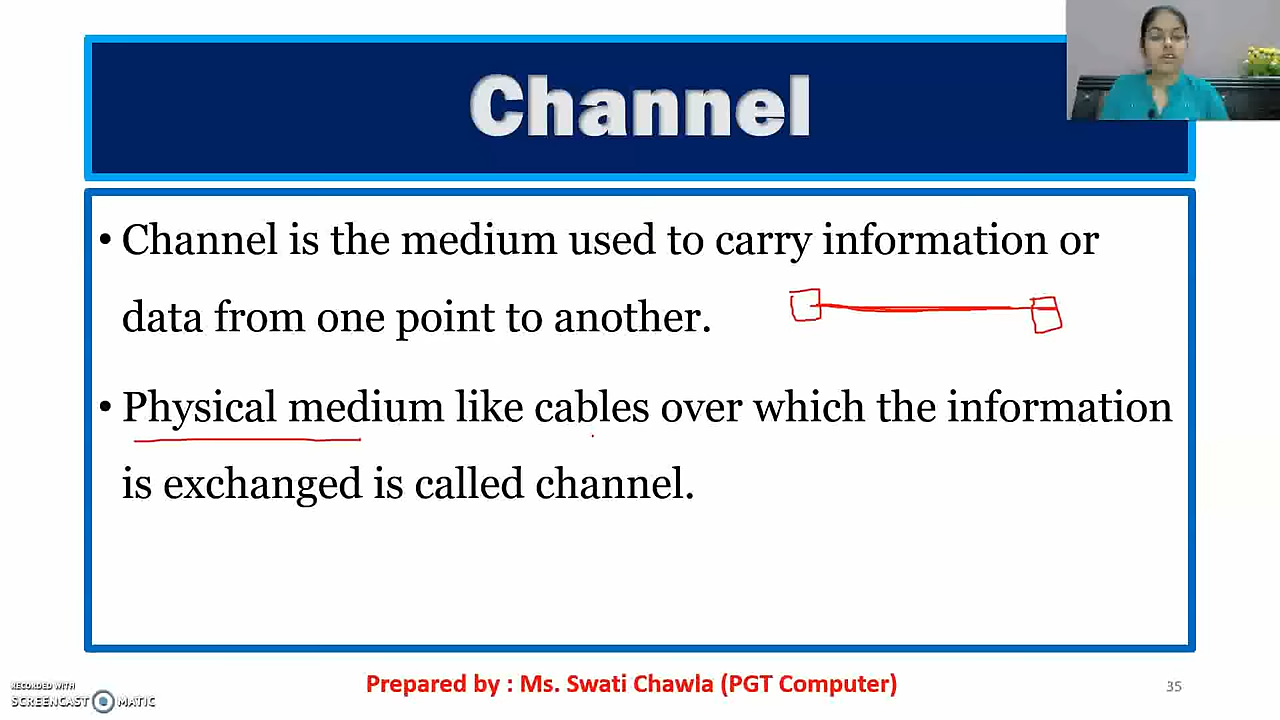 Channel
• Channel is the medium used to carry information or
data from one point to another.
• Physical medium like cables over which the information
is exchanged is called channel.
Prepared by : Ms. Swati Chawla (PGT Computer)
35
RECORDED WITH
SCREENCAST MATIC